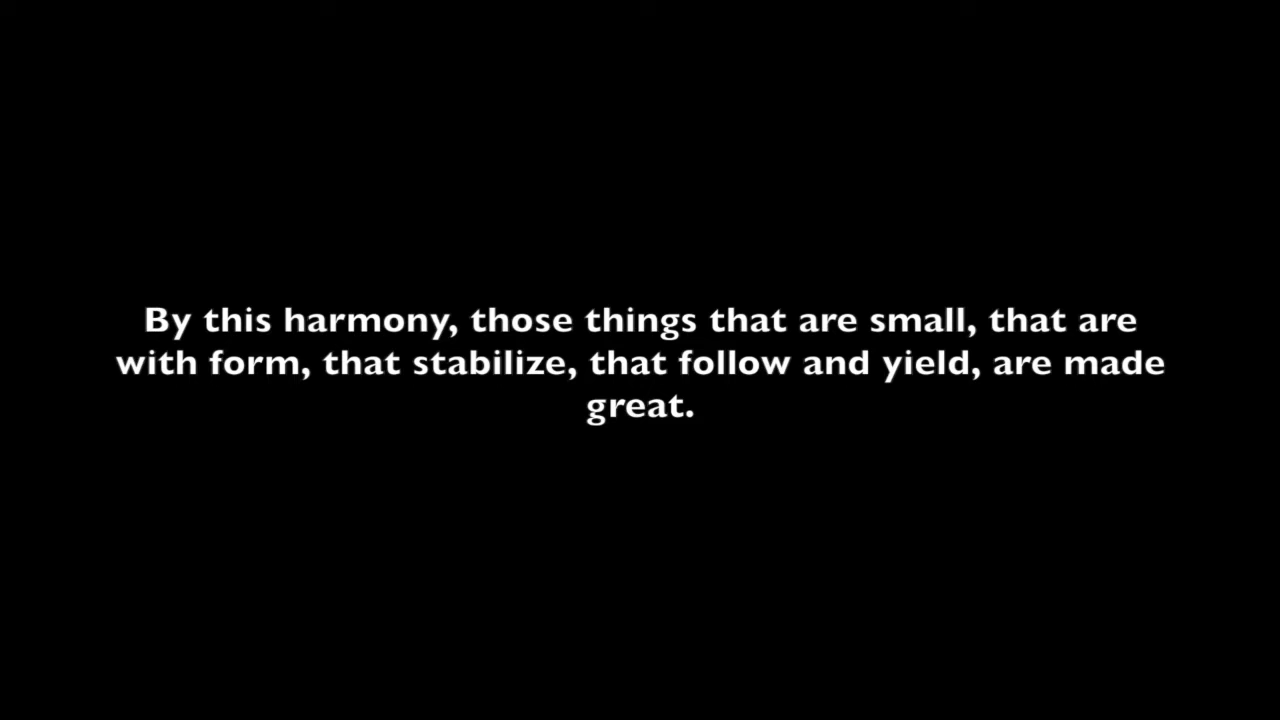 By this harmony, those things that are small, that are
with form, that stabilize, that follow and yield, are made
great.